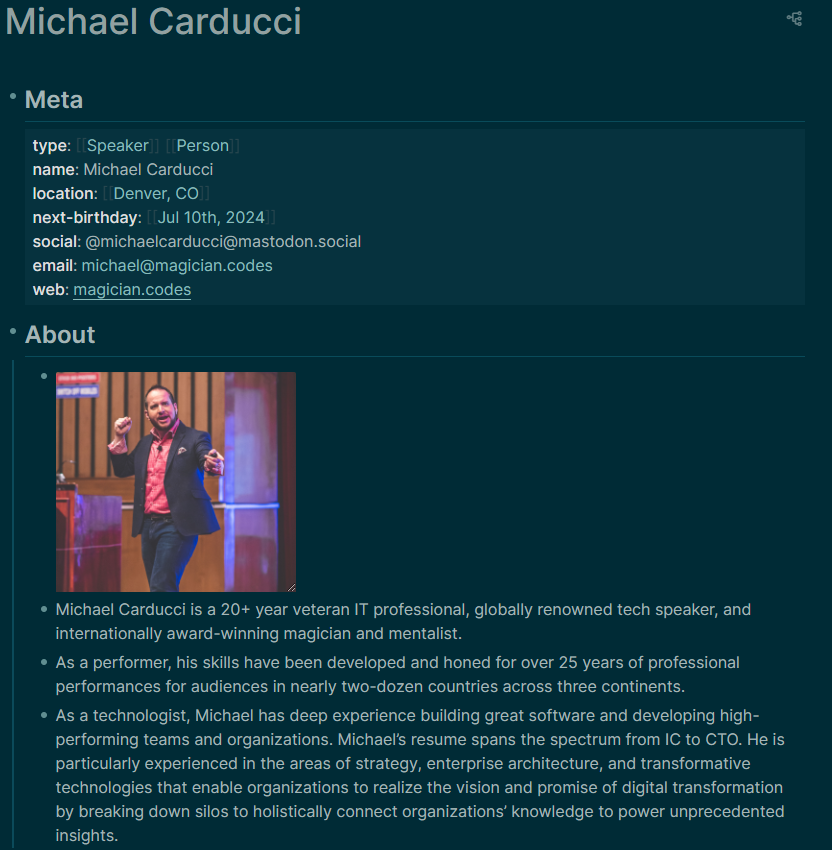 Michael Carducci
Meta
type: [[Speaker]] [[Person]]
name: Michael Carducci
location: [[Denver, CO]]
next-birthday: [[Jul 10th, 2024]]
social: @michaelcarducci@mastodon.social
email: michael@magician.codes
web: magician.codes
About
Michael Carducci is a 20+ year veteran IT professional, globally renowned tech speaker, and
internationally award-winning magician and mentalist.
As a performer, his skills have been developed and honed for over 25 years of professional
performances for audiences in nearly two-dozen countries across three continents.
As a technologist, Michael has deep experience building great software and developing high-
performing teams and organizations. Michael’s resume spans the spectrum from IC to CTO. He is
particularly experienced in the areas of strategy, enterprise architecture, and transformative
technologies that enable organizations to realize the vision and promise of digital transformation
by breaking down silos to holistically connect organizations’ knowledge to power unprecedented
insights.